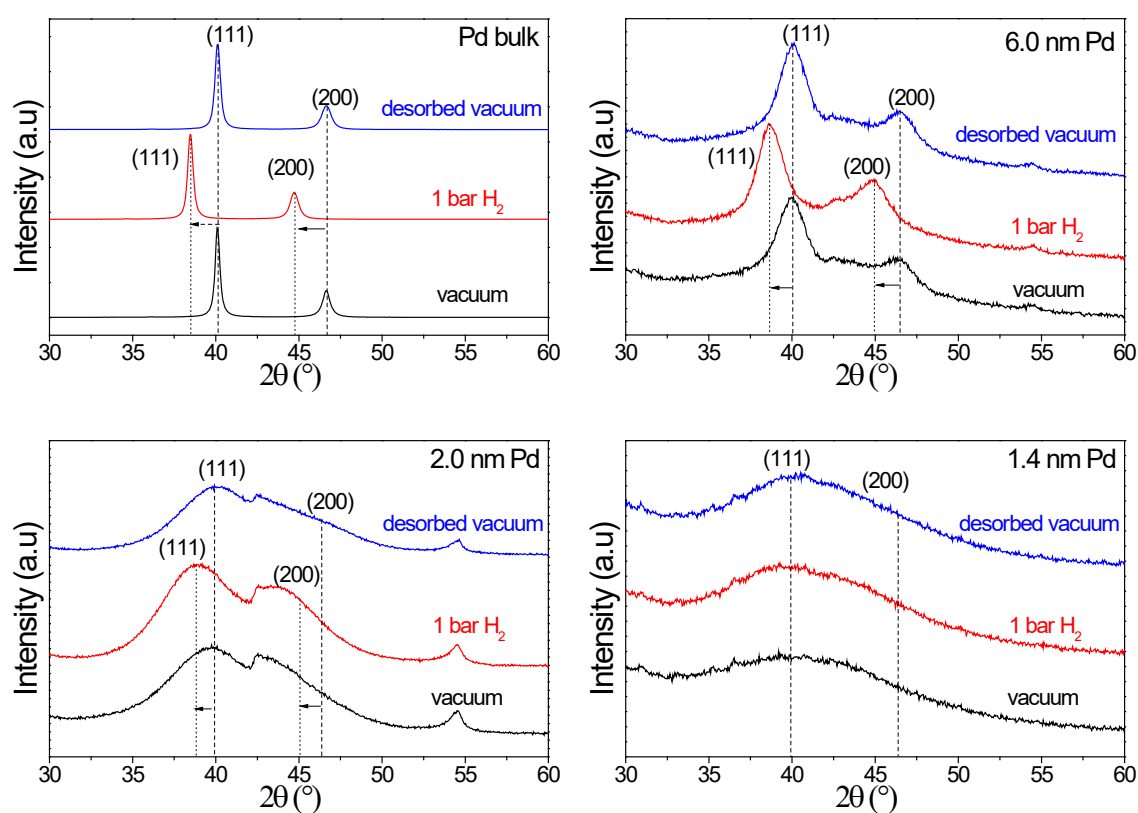 Pd bulk
(111)
(200)
desorbed vacuum
(111)
(200)
1 bar H₂
vacuum
Intensity (a.u)
30 35 40 45 50 55 60
2θ (°)
6.0 nm Pd
(111)
(200)
desorbed vacuum
(111)
(200)
1 bar H₂
vacuum
Intensity (a.u)
30 35 40 45 50 55 60
2θ (°)
2.0 nm Pd
(111)
(200)
desorbed vacuum
(111)
(200)
1 bar H₂
vacuum
Intensity (a.u)
30 35 40 45 50 55 60
2θ (°)
1.4 nm Pd
(111)
(200)
desorbed vacuum
1 bar H₂
vacuum
Intensity (a.u)
30 35 40 45 50 55 60
2θ (°)